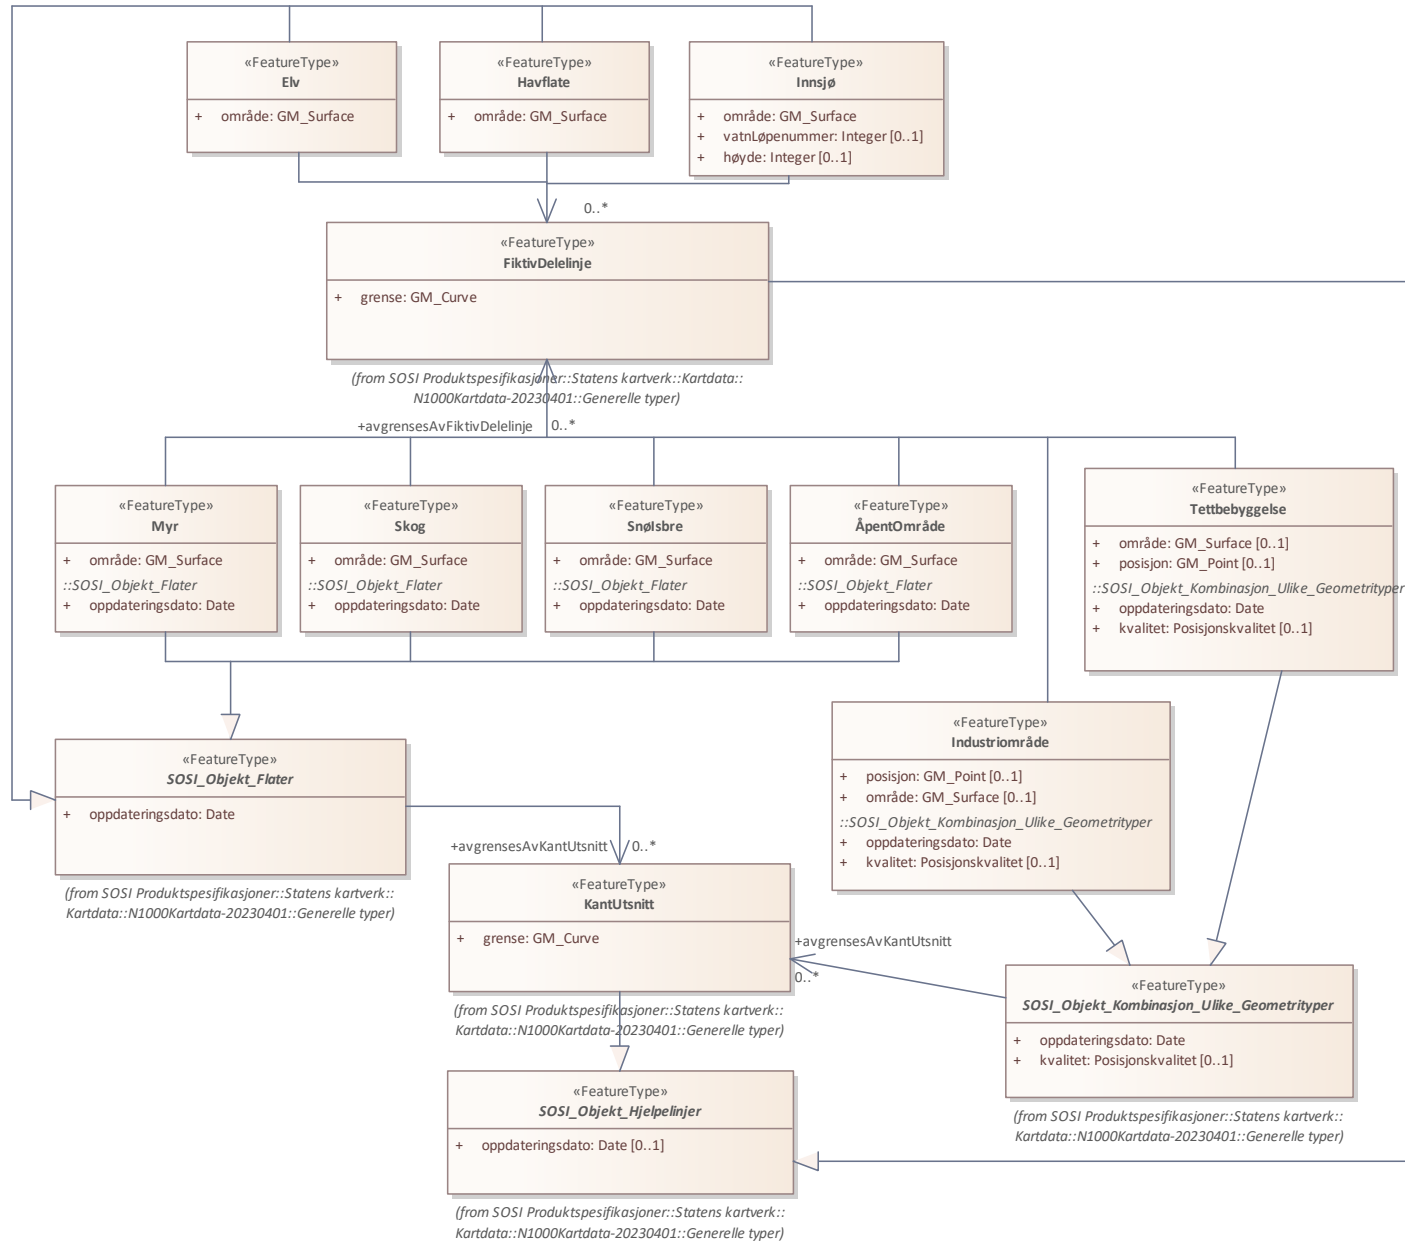 «FeatureType»
Elv
+ område: GM_Surface
«FeatureType»
Havflate
+ område: GM_Surface
«FeatureType»
Innsjø
+ område: GM_Surface
+ vatnLøpenummer: Integer [0..1]
+ høyde: Integer [0..1]
0..*
«FeatureType»
FiktivDelelinje
+ grense: GM_Curve
(from SOSI Produktspesifikasjoner::Statens kartverk::Kartdata::
N1000Kartdata-20230401::Generelle typer)
+avgrensesAvFiktivDelelinje
0..*
«FeatureType»
Myr
+ område: GM_Surface
::SOSI_Objekt_Flater
+ oppdateringsdato: Date
«FeatureType»
Skog
+ område: GM_Surface
::SOSI_Objekt_Flater
+ oppdateringsdato: Date
«FeatureType»
SnøIsbre
+ område: GM_Surface
::SOSI_Objekt_Flater
+ oppdateringsdato: Date
«FeatureType»
ÅpentOmråde
+ område: GM_Surface
::SOSI_Objekt_Flater
+ oppdateringsdato: Date
«FeatureType»
Tettbebyggelse
+ område: GM_Surface [0..1]
+ posisjon: GM_Point [0..1]
::SOSI_Objekt_Kombinasjon_Ulike_Geometrityper
+ oppdateringsdato: Date
+ kvalitet: Posisjonskvalitet [0..1]
«FeatureType»
Industriområde
+ posisjon: GM_Point [0..1]
+ område: GM_Surface [0..1]
::SOSI_Objekt_Kombinasjon_Ulike_Geometrityper
+ oppdateringsdato: Date
+ kvalitet: Posisjonskvalitet [0..1]
«FeatureType»
SOSI_Objekt_Flater
+ oppdateringsdato: Date
(from SOSI Produktspesifikasjoner::Statens kartverk::
Kartdata::N1000Kartdata-20230401::Generelle typer)
+avgrensesAvKantUtsnitt
0..*
«FeatureType»
KantUtsnitt
+ grense: GM_Curve
(from SOSI Produktspesifikasjoner::Statens kartverk::
Kartdata::N1000Kartdata-20230401::Generelle typer)
+avgrensesAvKantUtsnitt
0..*
«FeatureType»
SOSI_Objekt_Kombinasjon_Ulike_Geometrityper
+ oppdateringsdato: Date
+ kvalitet: Posisjonskvalitet [0..1]
(from SOSI Produktspesifikasjoner::Statens kartverk::
Kartdata::N1000Kartdata-20230401::Generelle typer)
«FeatureType»
SOSI_Objekt_Hjelpelinjer
+ oppdateringsdato: Date [0..1]
(from SOSI Produktspesifikasjoner::Statens kartverk::
Kartdata::N1000Kartdata-20230401::Generelle typer)